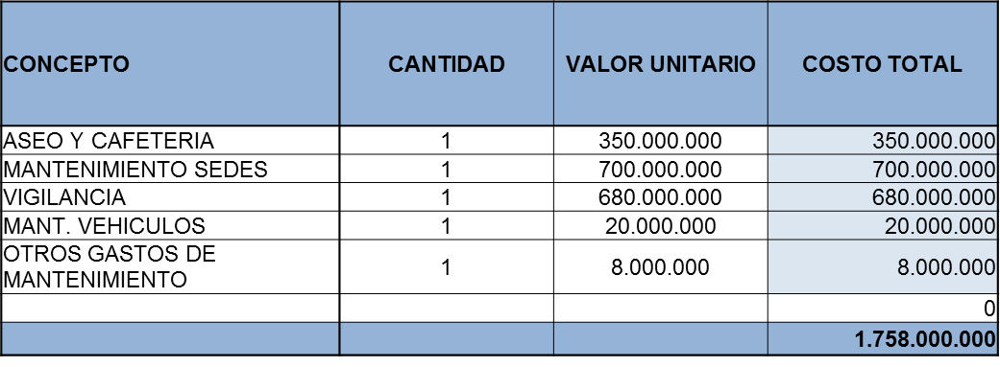 CONCEPTO CANTIDAD VALOR UNITARIO COSTO TOTAL
ASEO Y CAFETERIA 1 350.000.000 350.000.000
MANTENIMIENTO SEDES 1 700.000.000 700.000.000
VIGILANCIA 1 680.000.000 680.000.000
MANT. VEHICULOS 1 20.000.000 20.000.000
OTROS GASTOS DE
MANTENIMIENTO 1 8.000.000 8.000.000
0
1.758.000.000